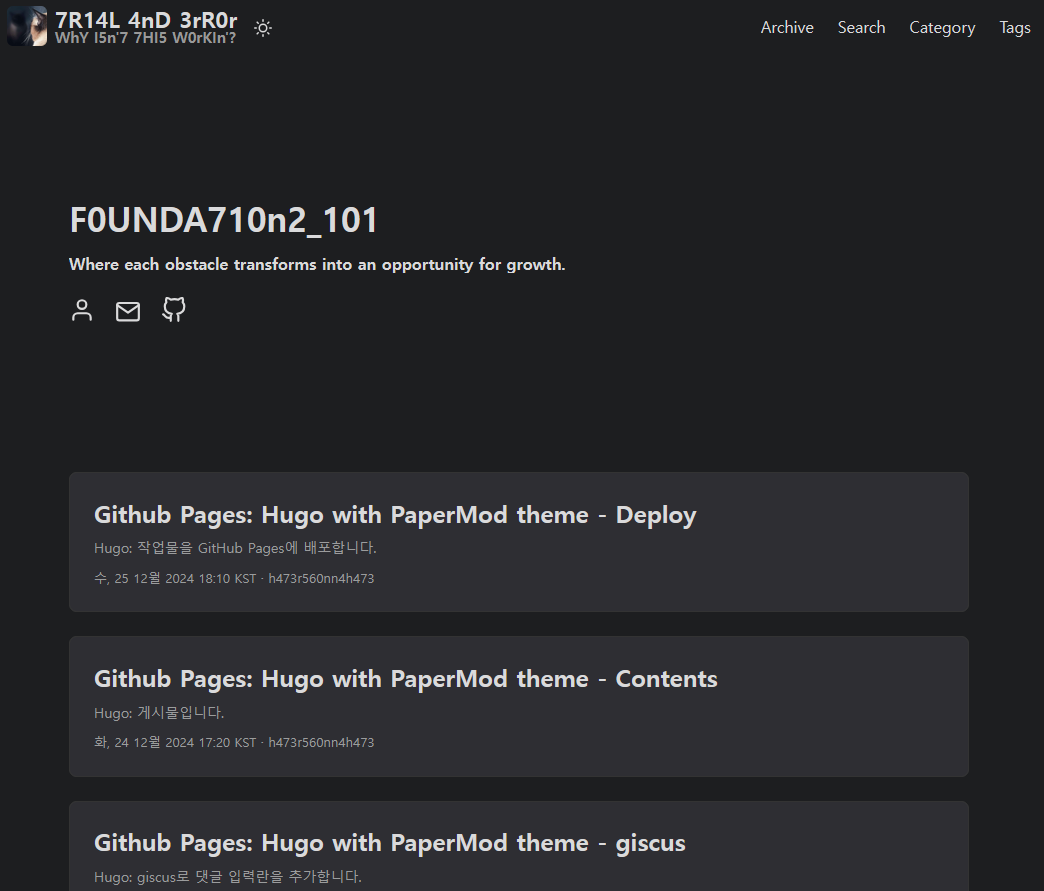 7R14L 4nD 3rR0r
WhY I5n'7 7HI5 W0rKIn'?
Archive Search Category Tags
F0UNDA710n2_101
Where each obstacle transforms into an opportunity for growth.
Github Pages: Hugo with PaperMod theme - Deploy
Hugo: 작업물을 GitHub Pages에 배포합니다.
수, 25 12월 2024 18:10 KST · h473r560nn4h473
Github Pages: Hugo with PaperMod theme - Contents
Hugo: 게시물입니다.
화, 24 12월 2024 17:20 KST · h473r560nn4h473
Github Pages: Hugo with PaperMod theme - giscus
Hugo: giscus로 댓글 입력란을 추가합니다.